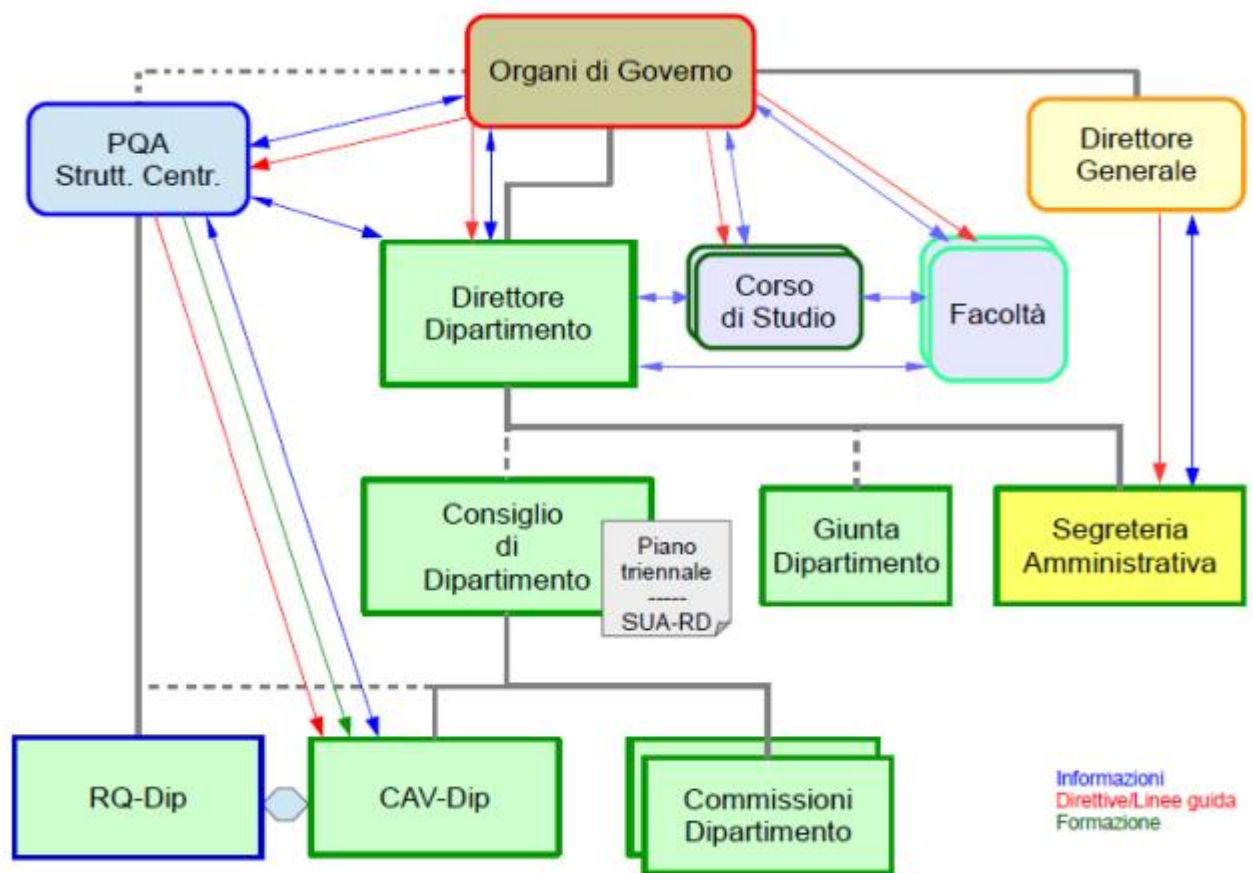 Organi di Governo
PQA
Strutt. Centr.
Direttore
Generale
Direttore
Dipartimento
Corso
di Studio
Facoltà
Consiglio
di
Dipartimento
Piano
triennale
-----
SUA-RD
Giunta
Dipartimento
Segreteria
Amministrativa
RQ-Dip
CAV-Dip
Commissioni
Dipartimento
Informazioni
Direttive/Linee guida
Formazione